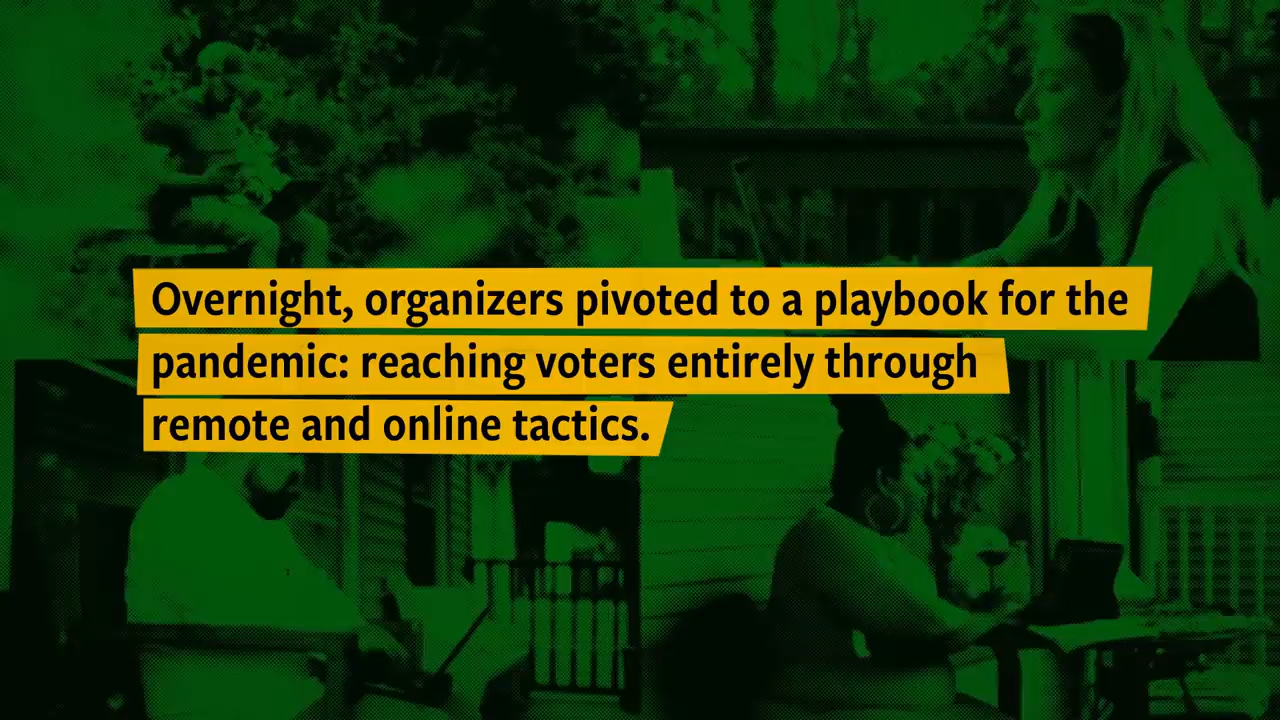 Overnight, organizers pivoted to a playbook for the
pandemic: reaching voters entirely through
remote and online tactics.